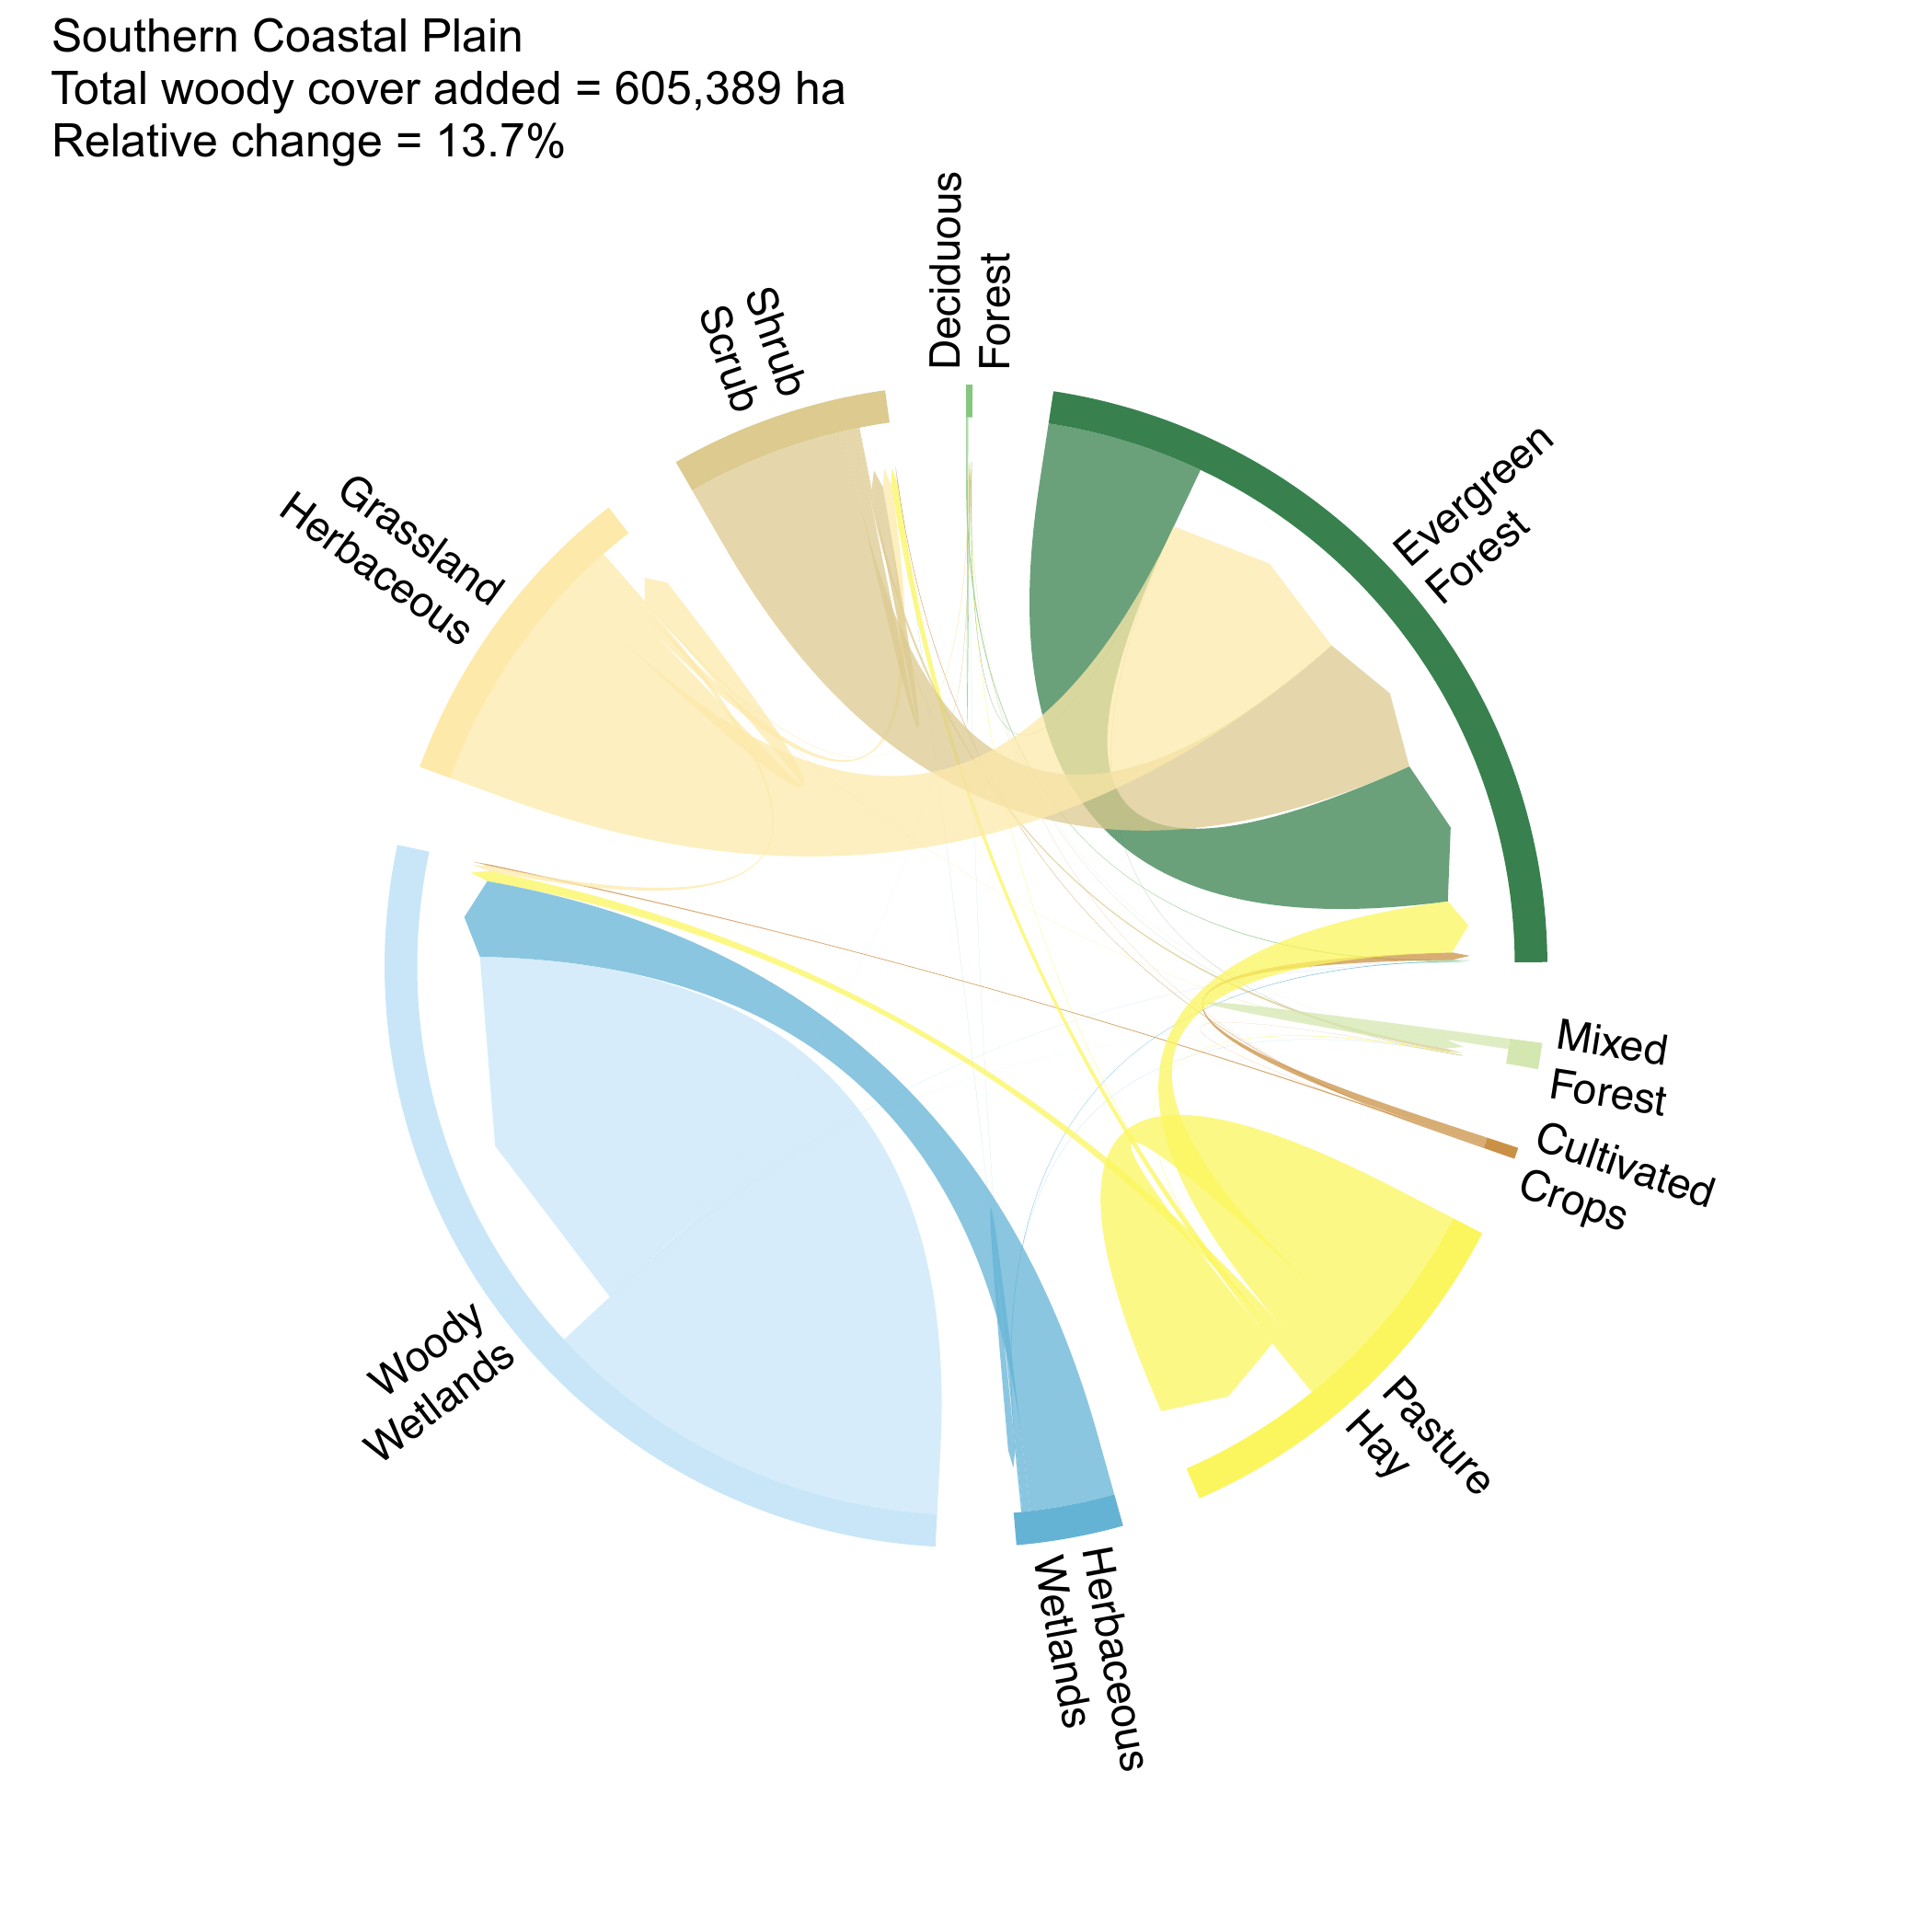 Southern Coastal Plain
Total woody cover added = 605,389 ha
Relative change = 13.7%
Deciduous
Forest
Evergreen
Forest
Mixed
Forest
Cultivated
Crops
Pasture
Hay
Herbaceous
Wetlands
Woody
Wetlands
Grassland
Herbaceous
Shrub
Scrub